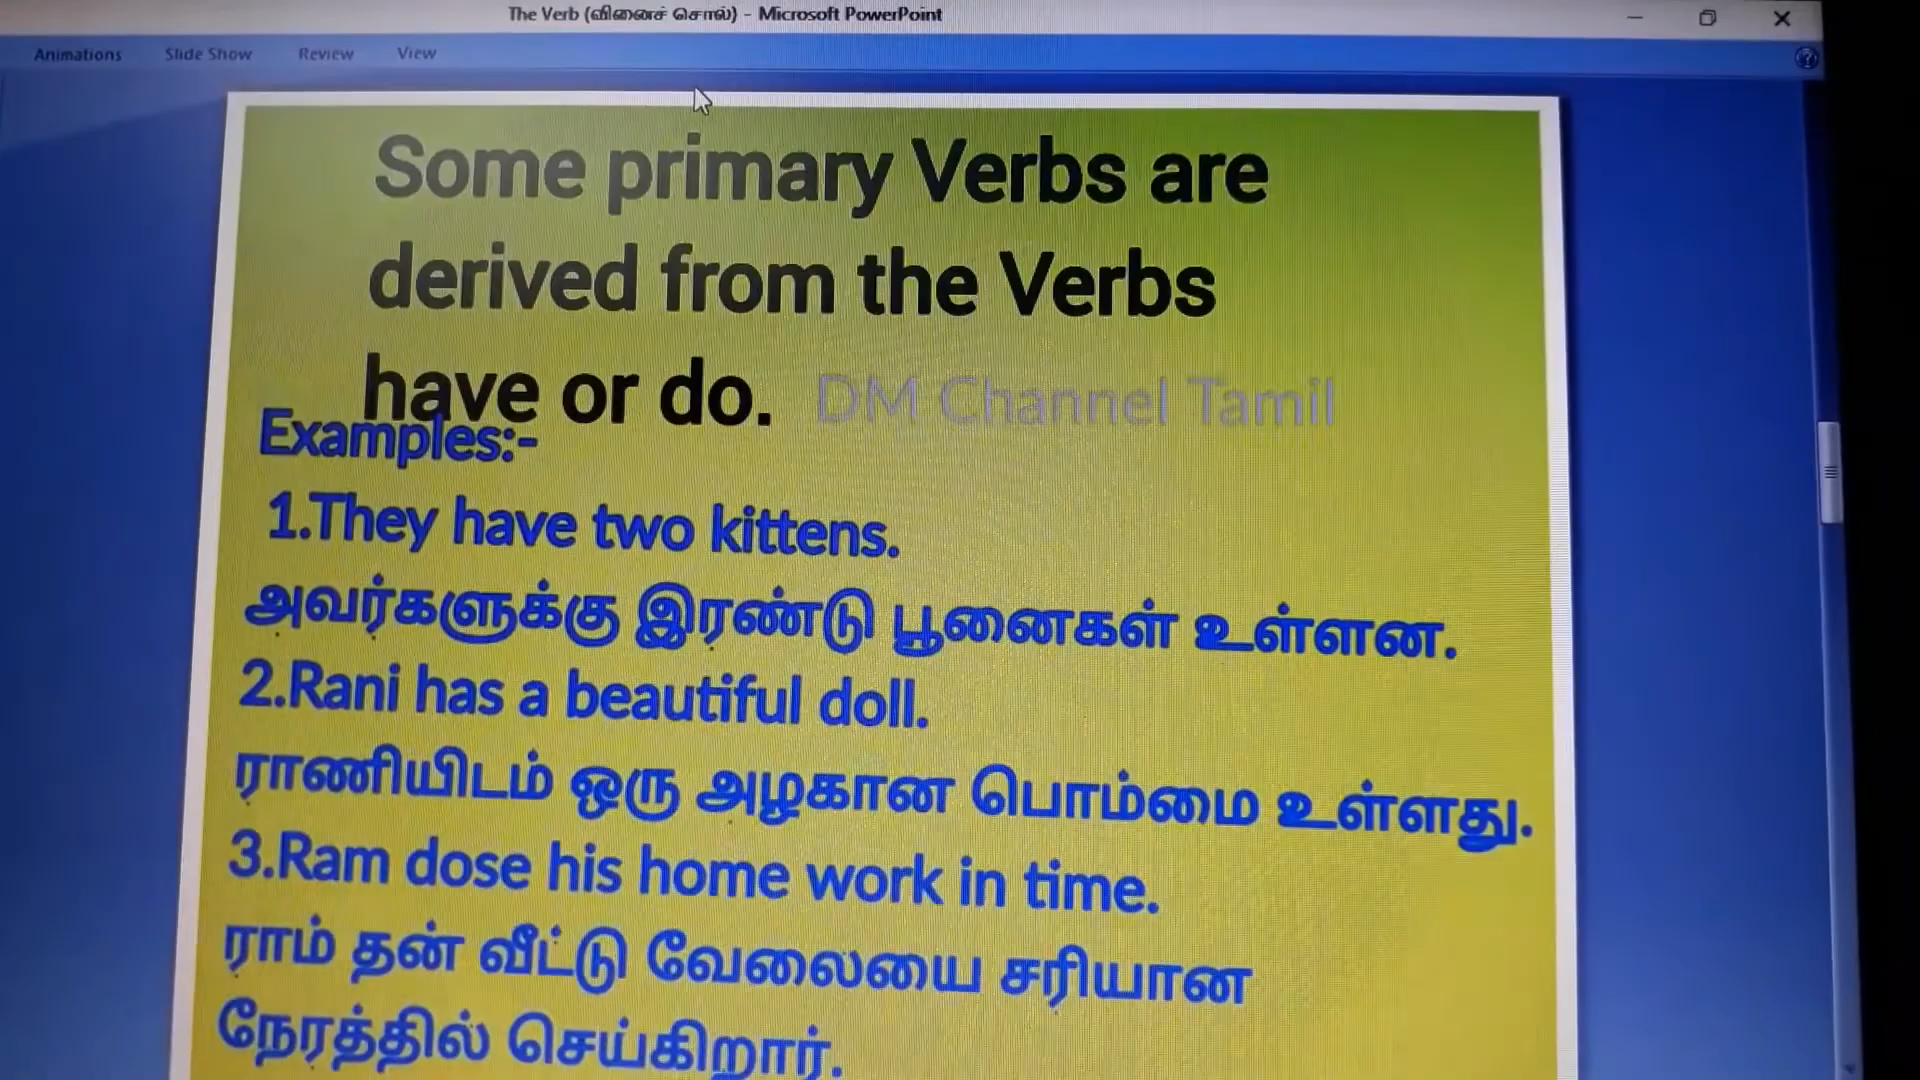 The Verb (வினைச் சொல்) - Microsoft PowerPoint
Animations Slide Show Review View
Some primary Verbs are
derived from the Verbs
have or do. DM Channel Tamil
Examples:-
1.They have two kittens.
அவர்களுக்கு இரண்டு பூனைகள் உள்ளன.
2.Rani has a beautiful doll.
ராணியிடம் ஒரு அழகான பொம்மை உள்ளது.
3.Ram dose his home work in time.
ராம் தன் வீட்டு வேலையை சரியான
நேரத்தில் செய்கிறார்.